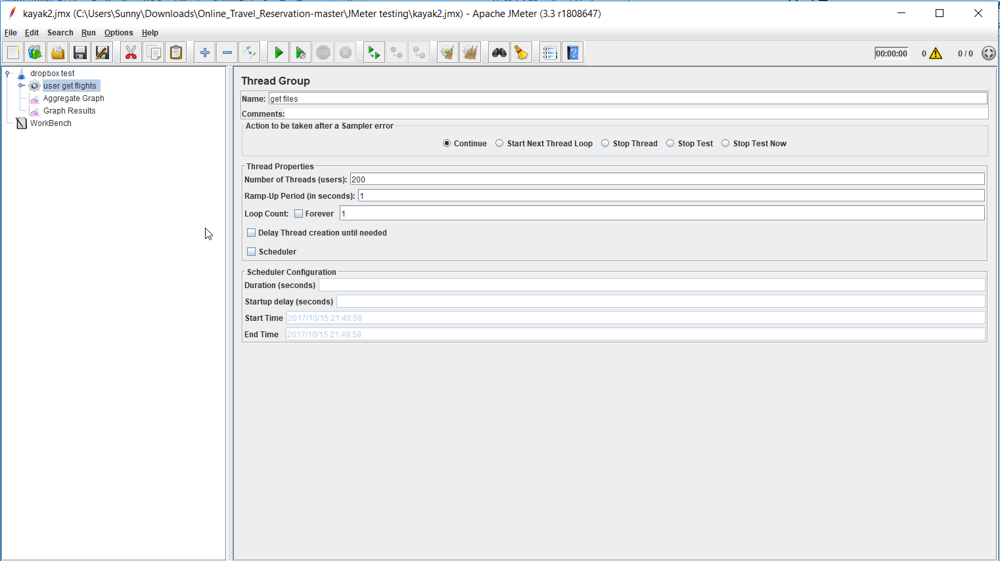 kayak2.jmx (C:\Users\Sunny\Downloads\Online_Travel_Reservation-master\JMeter testing\kayak2.jmx) - Apache JMeter (3.3 r1808647)
File Edit Search Run Options Help
00:00:00 0 0 / 0
dropbox test
user get flights
Aggregate Graph
Graph Results
WorkBench
Thread Group
Name: get files
Comments:
Action to be taken after a Sampler error
Continue Start Next Thread Loop Stop Thread Stop Test Stop Test Now
Thread Properties
Number of Threads (users): 200
Ramp-Up Period (in seconds): 1
Loop Count: Forever 1
Delay Thread creation until needed
Scheduler
Scheduler Configuration
Duration (seconds)
Startup delay (seconds)
Start Time 2017/10/15 21:49:58
End Time 2017/10/15 21:49:58